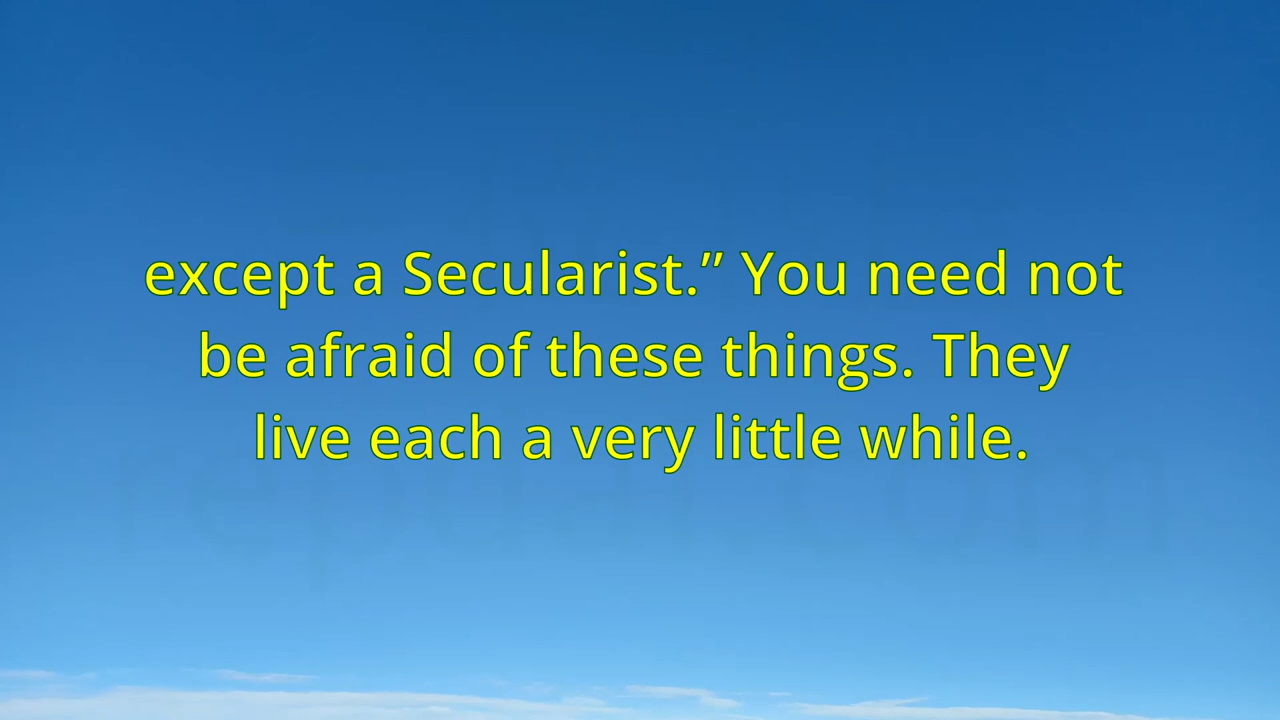 except a Secularist.” You need not
be afraid of these things. They
live each a very little while.